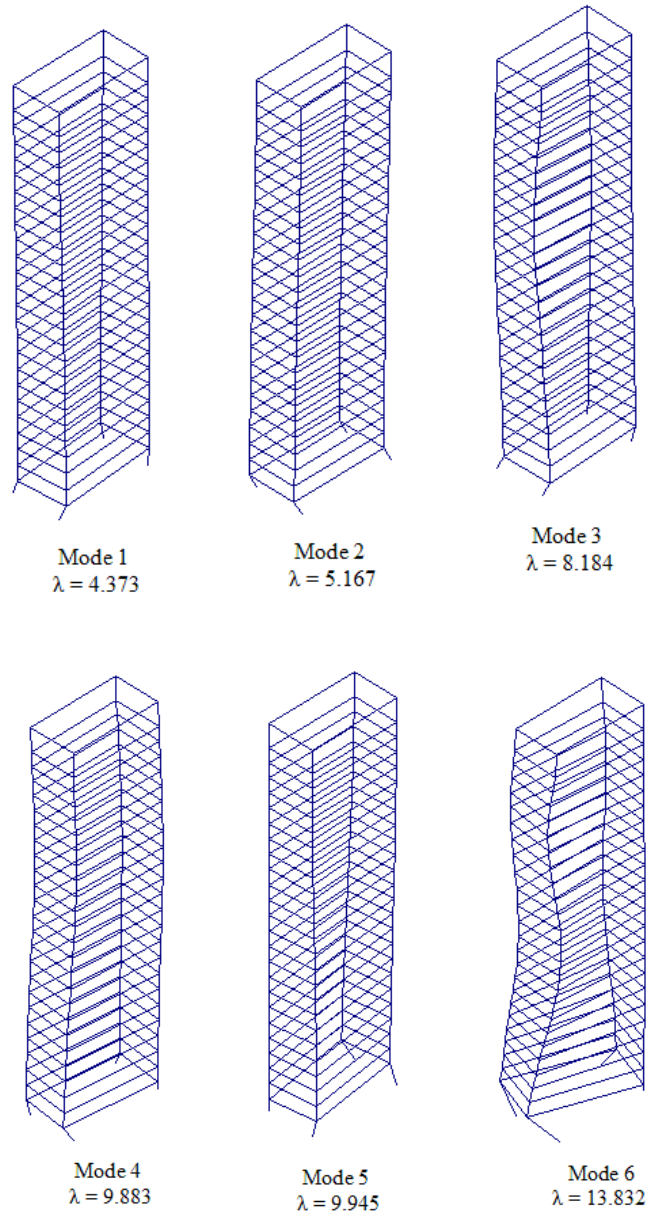 Mode 1
λ = 4.373
Mode 2
λ = 5.167
Mode 3
λ = 8.184
Mode 4
λ = 9.883
Mode 5
λ = 9.945
Mode 6
λ = 13.832